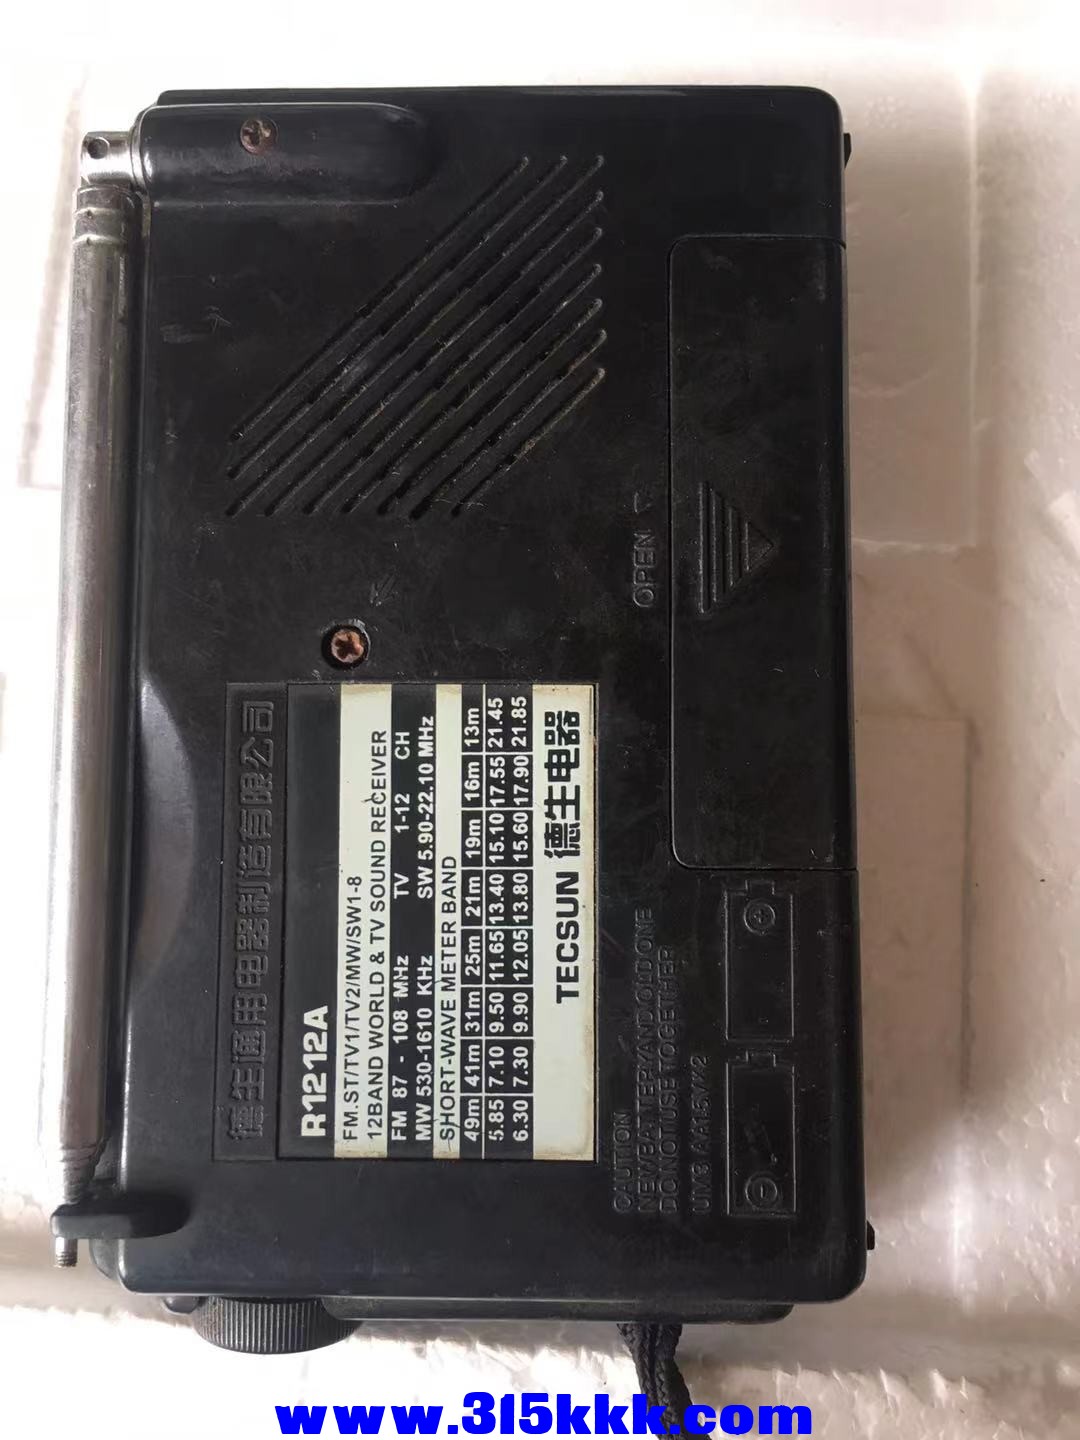 德生通用电器制造有限公司
R1212A
FM.ST/TV1/TV2/MW/SW1-8
12BAND WORLD & TV SOUND RECEIVER
FM 87 - 108 MHz TV 1-12 CH
MW 530-1610 KHz SW 5.90-22.10 MHz
SHORT-WAVE METER BAND
49m 41m 31m 25m 21m 19m 16m 13m
5.85 7.10 9.50 11.65 13.40 15.10 17.55 21.45
6.30 7.30 9.90 12.05 13.80 15.60 17.90 21.85
TECSUN 德生电器
OPEN
CAUTION
NEW BATTERY AND OLD ONE
DO NOT USE TOGETHER
UM3 AA1.5VX2
www.315kkk.com